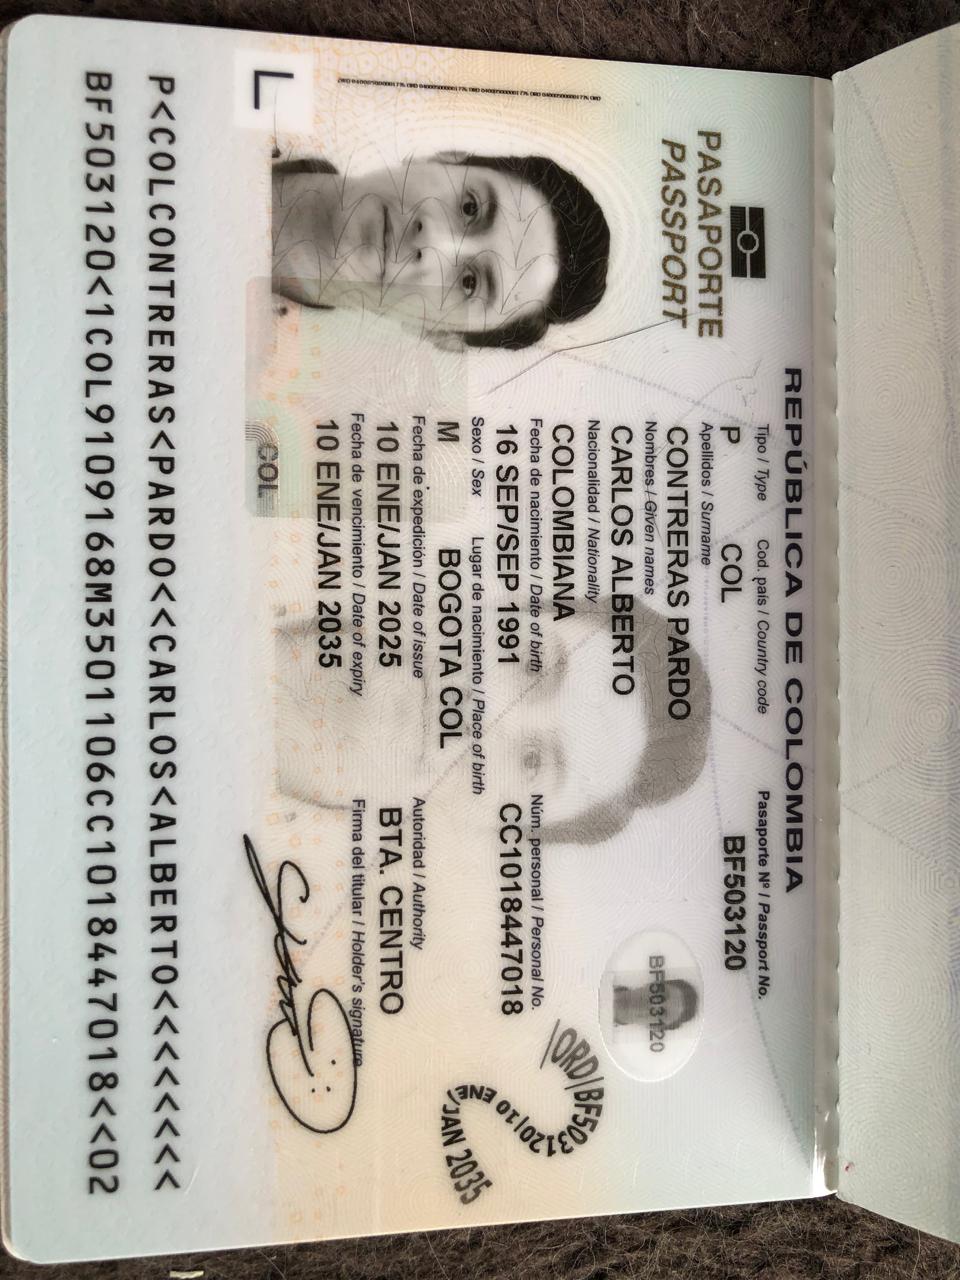 REPÚBLICA DE COLOMBIA
PASAPORTE
PASSPORT
Tipo / Type
Cod. país / Country code
Pasaporte Nº / Passport No.
P
COL
BF503120
Apellidos / Surname
CONTRERAS PARDO
Nombres / Given names
CARLOS ALBERTO
Nacionalidad / Nationality
COLOMBIANA
Fecha de nacimiento / Date of birth
Núm. personal / Personal No.
16 SEP/SEP 1991
CC1018447018
Sexo / Sex
Lugar de nacimiento / Place of birth
M
BOGOTA COL
Fecha de expedición / Date of issue
Autoridad / Authority
10 ENE/JAN 2025
BTA. CENTRO
Fecha de vencimiento / Date of expiry
Firma del titular / Holder's signature
10 ENE/JAN 2035
BF503120
/ORD/BF503120/10 ENE/JAN 2035
L
COL
P<COLCONTRERAS<PARDO<<CARLOS<ALBERTO<<<<<<<<
BF503120<1COL9109168M3501106CC1018447018<<02